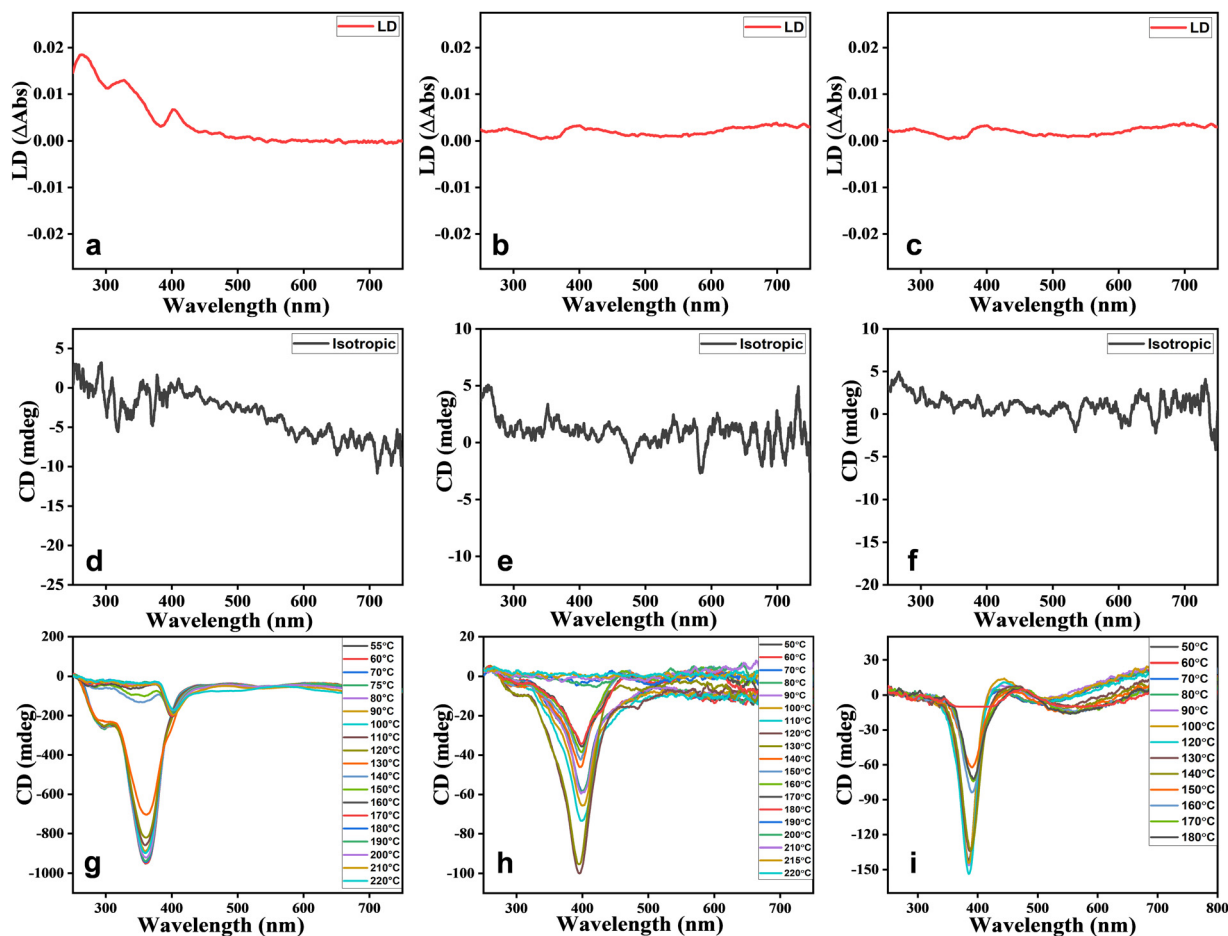 LD
0.02
0.01
0.00
-0.01
-0.02
LD (ΔAbs)
a
300 400 500 600 700
Wavelength (nm)
LD
0.02
0.01
0.00
-0.01
-0.02
LD (ΔAbs)
b
300 400 500 600 700
Wavelength (nm)
LD
0.02
0.01
0.00
-0.01
-0.02
LD (ΔAbs)
c
300 400 500 600 700
Wavelength (nm)
Isotropic
5
0
-5
-10
-15
-20
-25
CD (mdeg)
d
300 400 500 600 700
Wavelength (nm)
Isotropic
10
5
0
-5
-10
CD (mdeg)
e
300 400 500 600 700
Wavelength (nm)
Isotropic
10
5
0
-5
-10
-15
-20
CD (mdeg)
f
300 400 500 600 700
Wavelength (nm)
200
0
-200
-400
-600
-800
-1000
CD (mdeg)
g
55°C
60°C
70°C
75°C
80°C
90°C
100°C
110°C
120°C
130°C
140°C
150°C
160°C
170°C
180°C
190°C
200°C
210°C
220°C
300 400 500 600 700
Wavelength (nm)
20
0
-20
-40
-60
-80
-100
CD (mdeg)
h
50°C
60°C
70°C
80°C
90°C
100°C
110°C
120°C
130°C
140°C
150°C
160°C
170°C
180°C
190°C
200°C
210°C
215°C
220°C
300 400 500 600 700
Wavelength (nm)
30
0
-30
-60
-90
-120
-150
CD (mdeg)
i
50°C
60°C
70°C
80°C
90°C
100°C
120°C
130°C
140°C
150°C
160°C
170°C
180°C
300 400 500 600 700 800
Wavelength (nm)